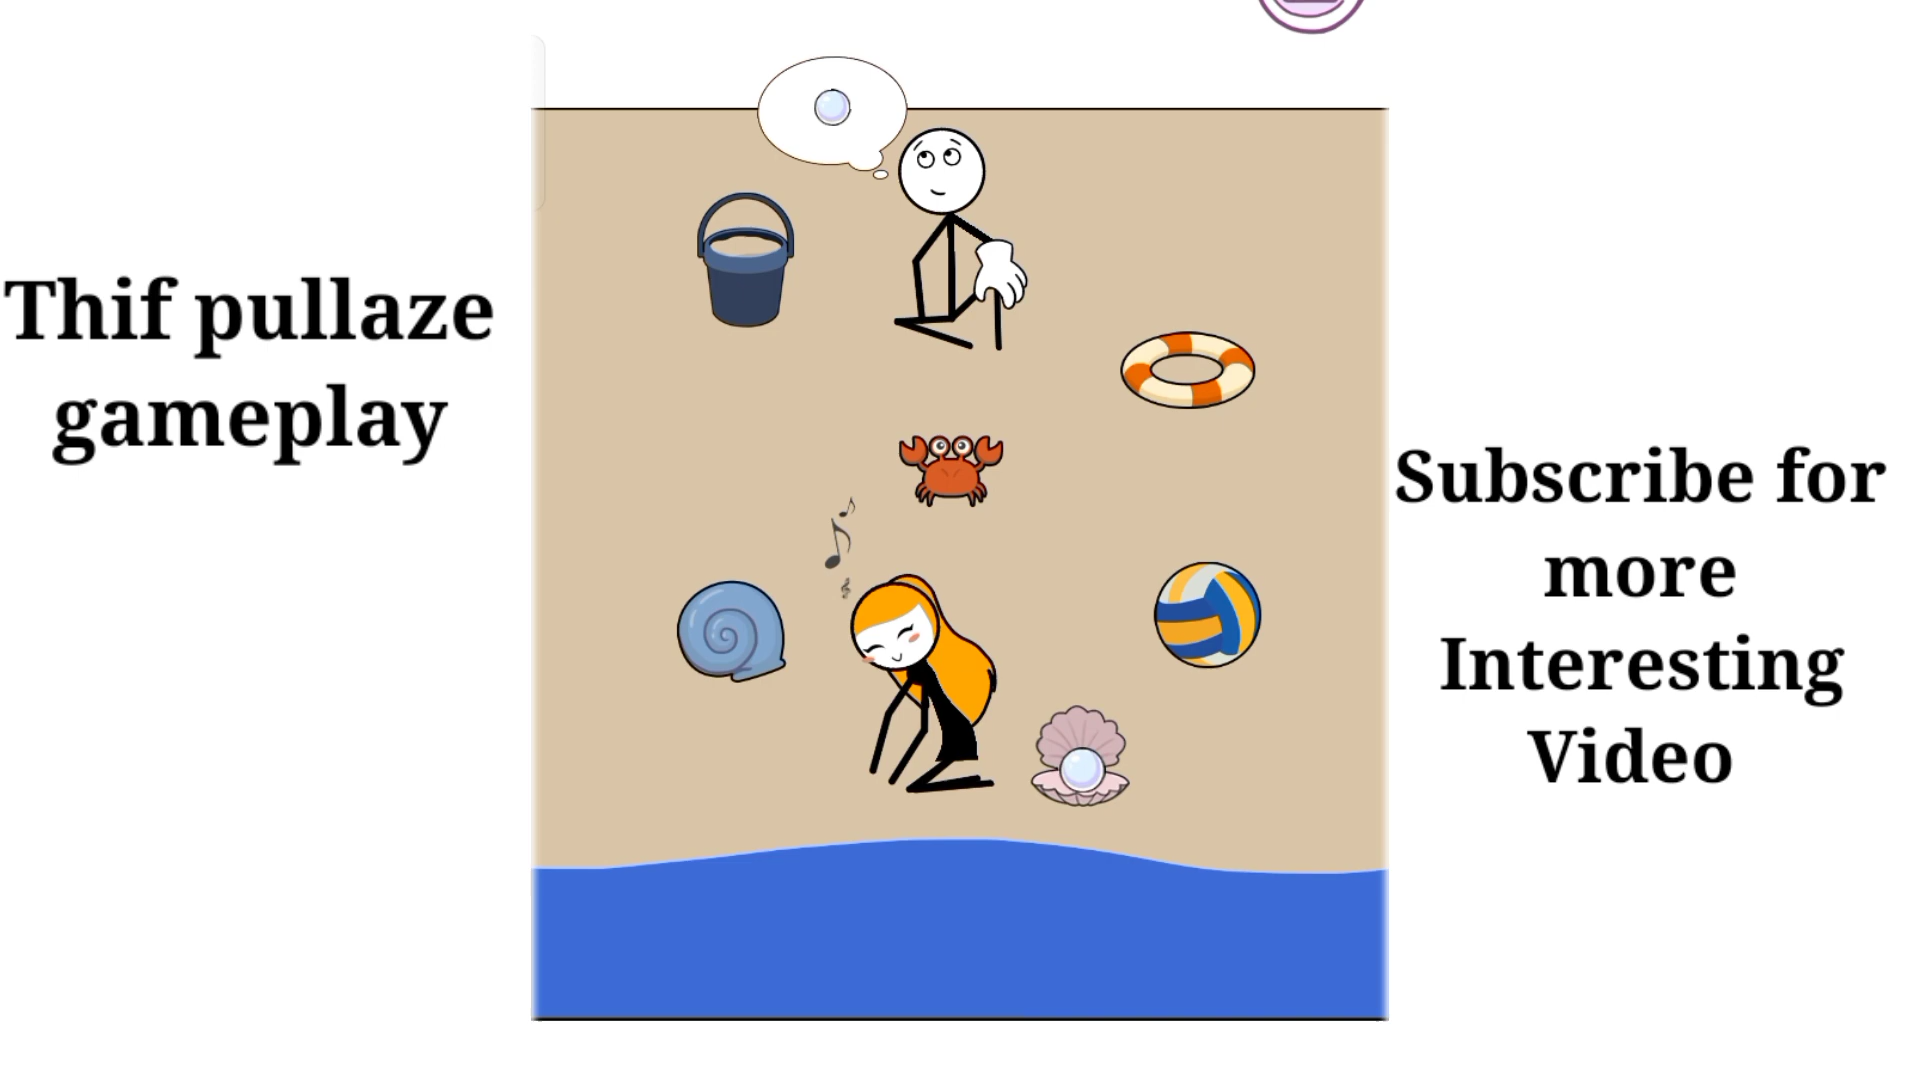 Thif pullaze
gameplay
Subscribe for
more
Interesting
Video